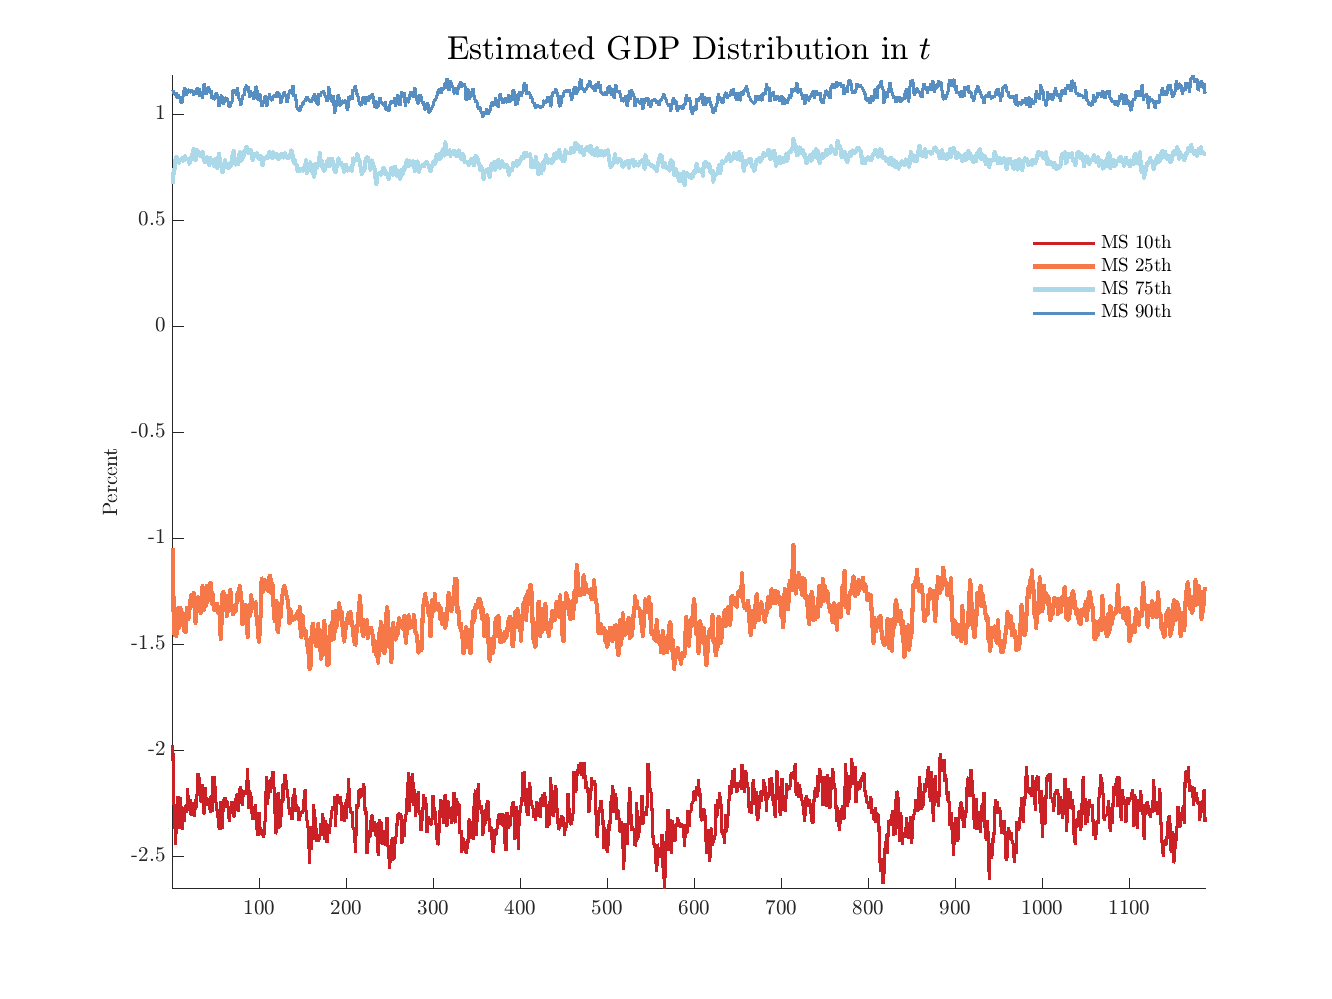 Estimated GDP Distribution in t
1
0.5
0
-0.5
-1
-1.5
-2
-2.5
Percent
MS 10th
MS 25th
MS 75th
MS 90th
100 200 300 400 500 600 700 800 900 1000 1100